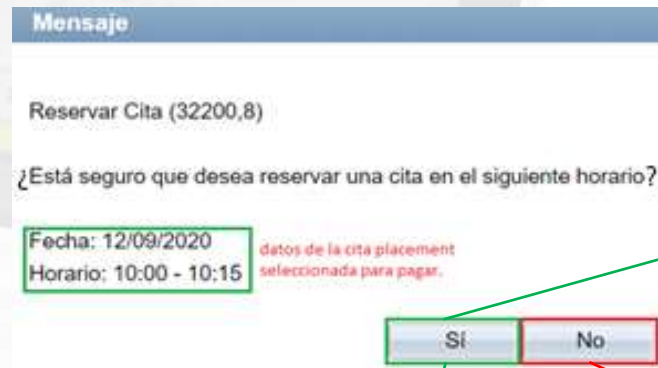 Mensaje
Reservar Cita (32200,8)
¿Está seguro que desea reservar una cita en el siguiente horario?
Fecha: 12/09/2020
Horario: 10:00 - 10:15
datos de la cita placement
seleccionada para pagar.
Sí
No